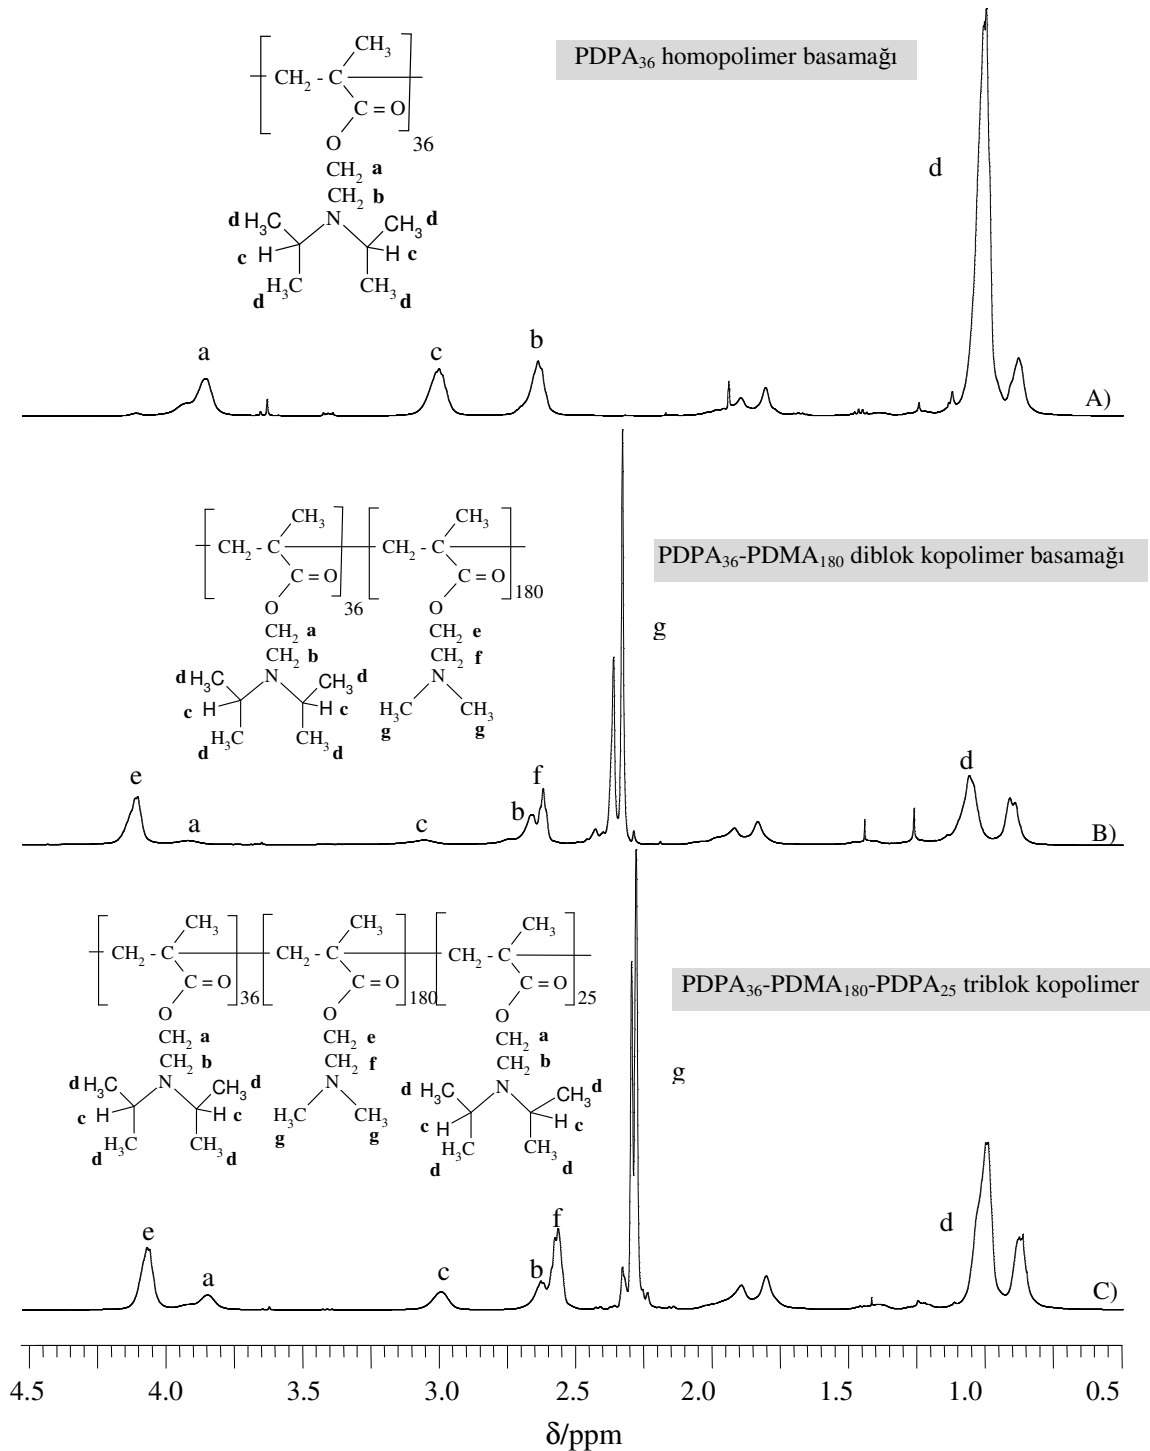 PDPA₃₆ homopolimer basamağı
CH₃
CH₂ - C
C = O
O
36
CH₂ a
CH₂ b
d H₃C N CH₃ d
c H H c
d H₃C CH₃ d
a c b d
A)
PDPA₃₆-PDMA₁₈₀ diblok kopolimer basamağı
CH₃ CH₃
CH₂ - C CH₂ - C
C = O C = O
O 36 O 180
CH₂ a CH₂ e
CH₂ b CH₂ f
d H₃C N CH₃ d N
c H H c H₃C CH₃
d H₃C CH₃ d g g
e a c b f g d
B)
PDPA₃₆-PDMA₁₈₀-PDPA₂₅ triblok kopolimer
CH₃ CH₃ CH₃
CH₂ - C CH₂ - C CH₂ - C
C = O C = O C = O
O 36 O 180 O 25
CH₂ a CH₂ e CH₂ a
CH₂ b CH₂ f CH₂ b
d H₃C N CH₃ d N d H₃C N CH₃ d
c H H c H₃C CH₃ c H H c
d H₃C CH₃ d g g d H₃C CH₃ d
e a c b f g d
C)
4.5 4.0 3.5 3.0 2.5 2.0 1.5 1.0 0.5
δ/ppm